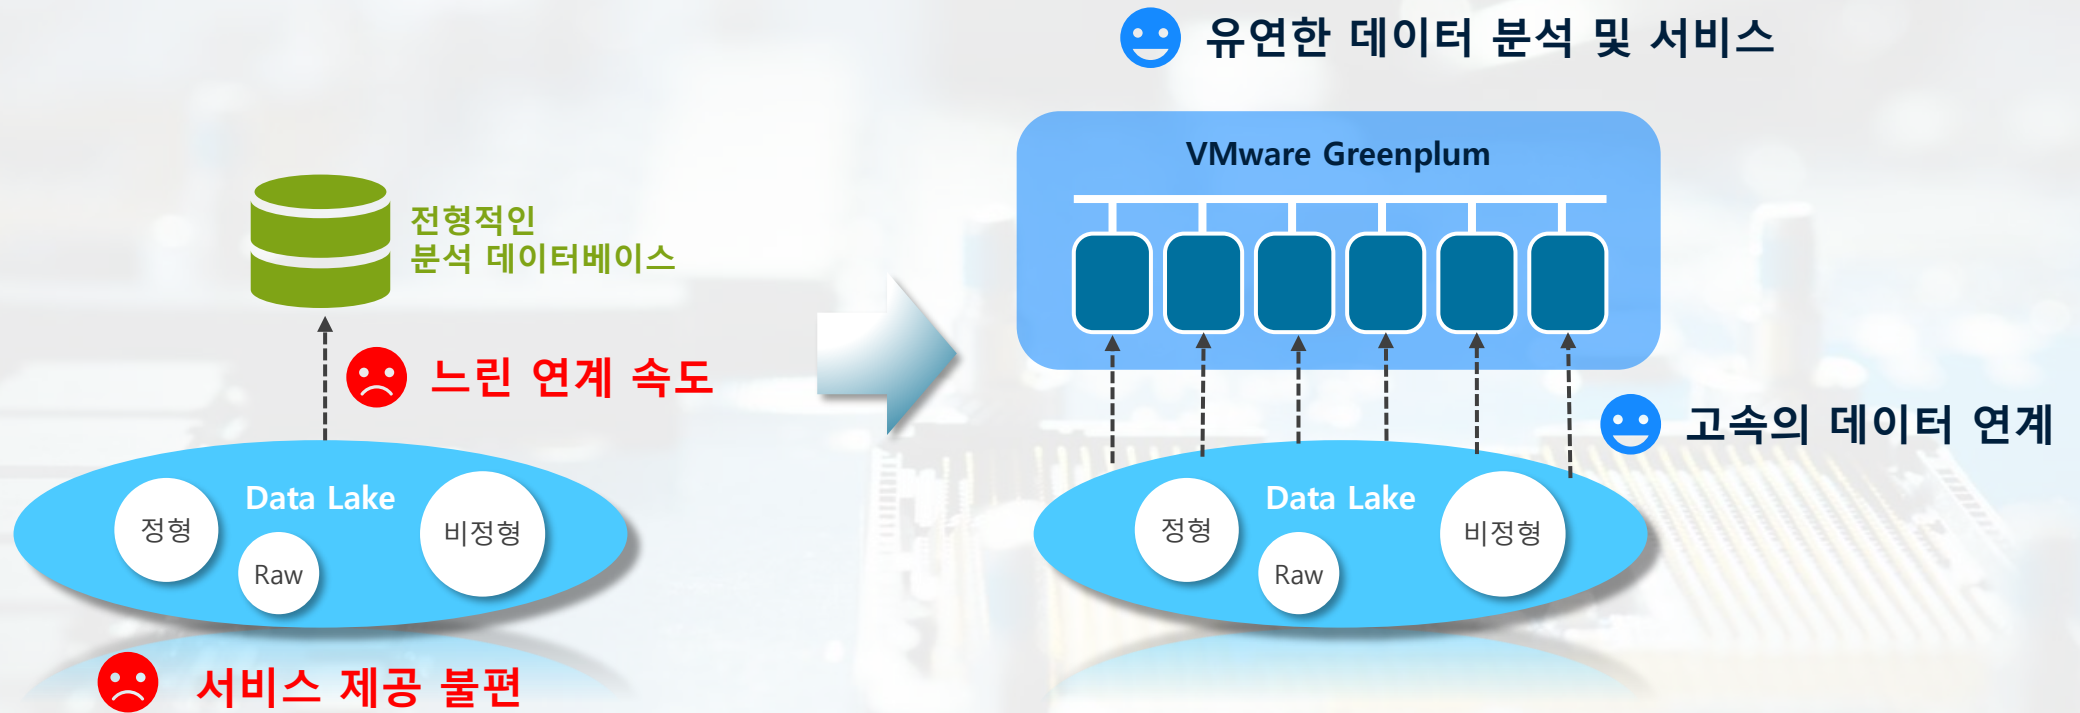 전형적인
분석 데이터베이스
느린 연계 속도
Data Lake
정형
Raw
비정형
서비스 제공 불편
유연한 데이터 분석 및 서비스
VMware Greenplum
고속의 데이터 연계
Data Lake
정형
Raw
비정형